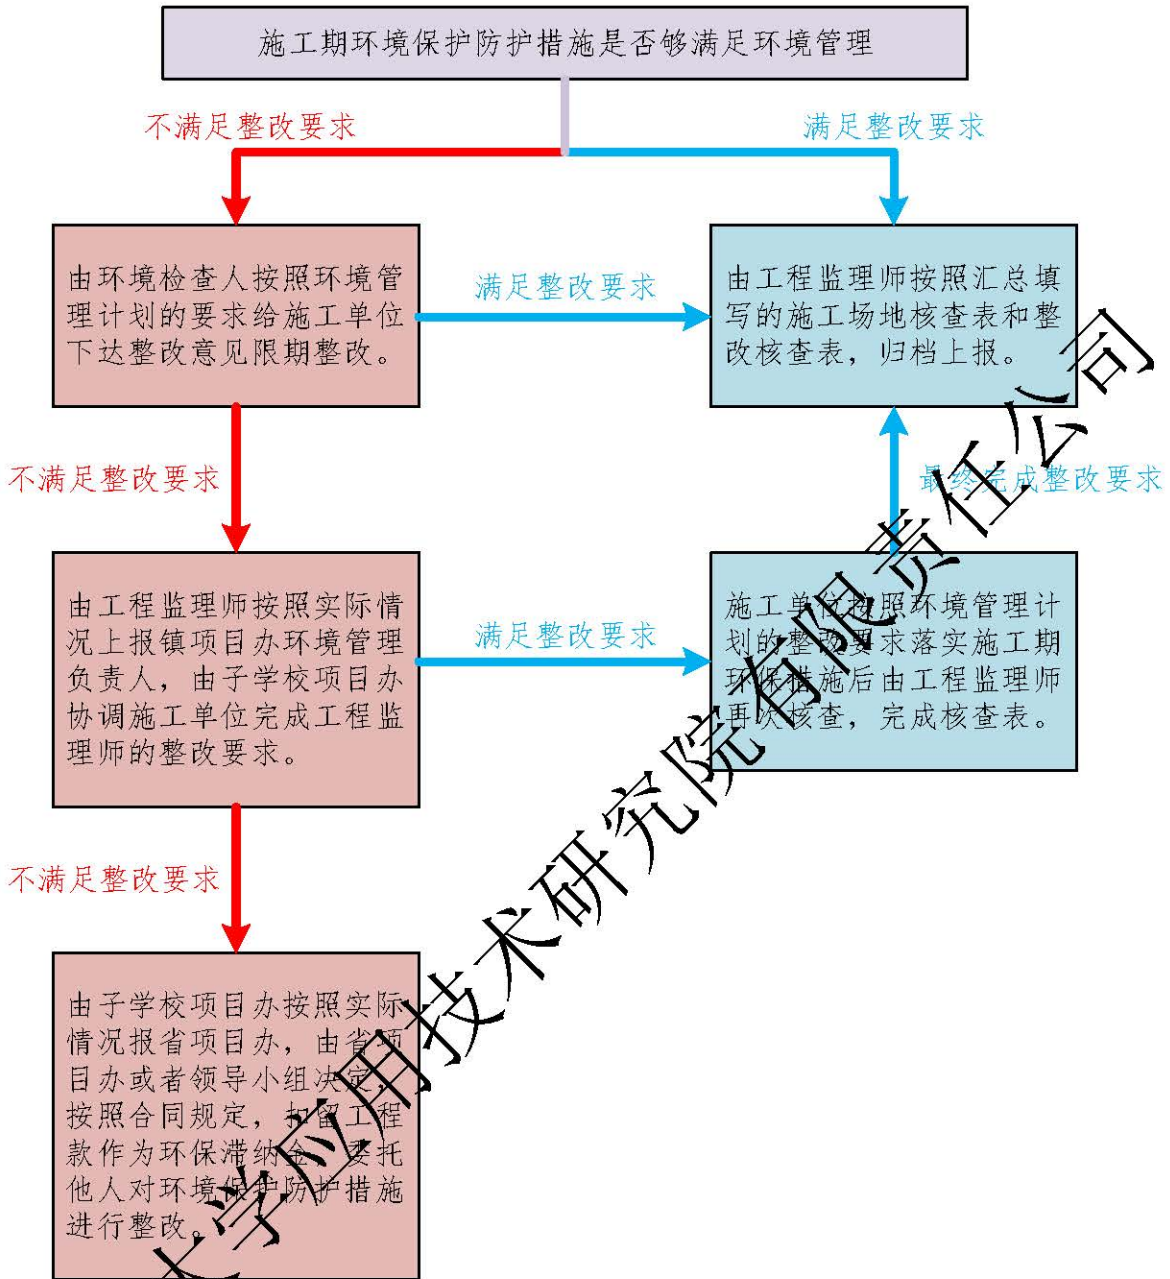 施工期环境保护防护措施是否够满足环境管理
不满足整改要求
满足整改要求
由环境检查人按照环境管
理计划的要求给施工单位
下达整改意见限期整改。
满足整改要求
由工程监理师按照汇总填
写的施工场地核查表和整
改核查表，归档上报。
不满足整改要求
最终完成整改要求
由工程监理师按照实际情
况上报镇项目办环境管理
负责人，由子学校项目办
协调施工单位完成工程监
理师的整改要求。
满足整改要求
施工单位按照环境管理计
划的整改要求落实施工期
环保措施后由工程监理师
再次核查，完成核查表。
不满足整改要求
由子学校项目办按照实际
情况报省项目办，由省项
目办或者领导小组决定，
按照合同规定，扣留工程
款作为环保滞纳金，委托
他人对环境保护防护措施
进行整改。
大学应用技术研究院有限责任公司